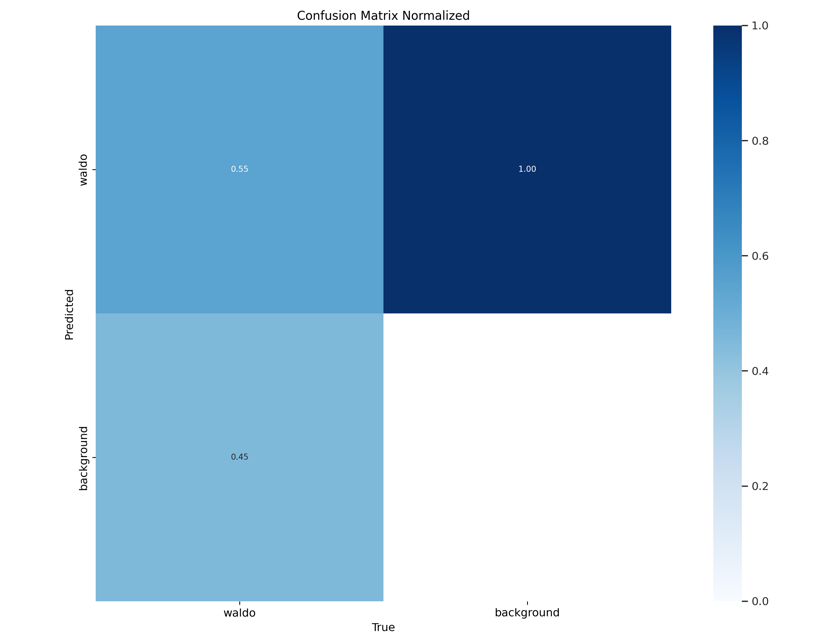 Confusion Matrix Normalized
waldo
background
Predicted
0.55
1.00
0.45
waldo
background
True
1.0
0.8
0.6
0.4
0.2
0.0